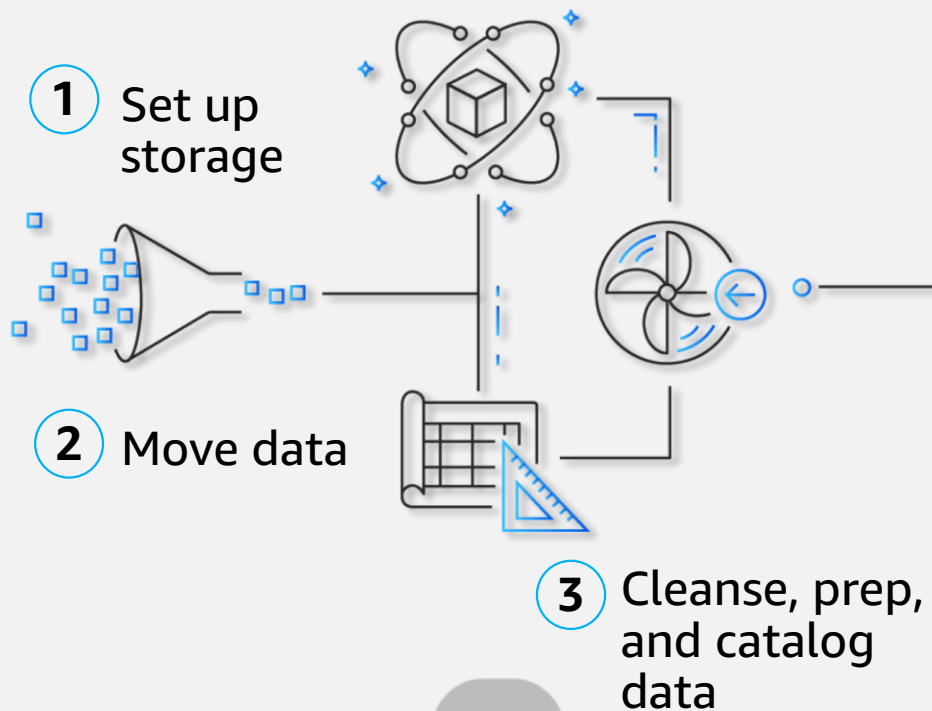 1
Set up
storage
2
Move data
3
Cleanse, prep,
and catalog
data